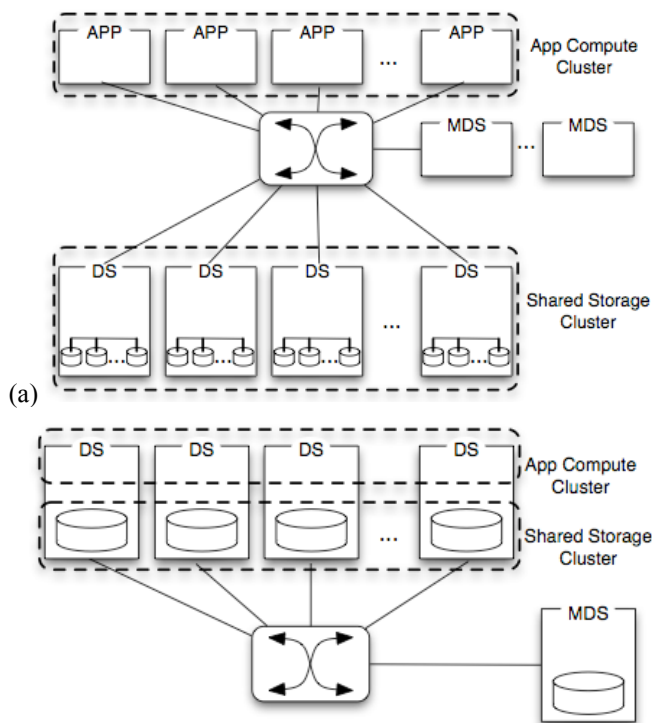 APP APP APP ... APP
App Compute
Cluster
MDS ... MDS
DS DS DS DS
...
Shared Storage
Cluster
... ... ... ...
(a)
DS DS DS DS
App Compute
Cluster
...
Shared Storage
Cluster
MDS